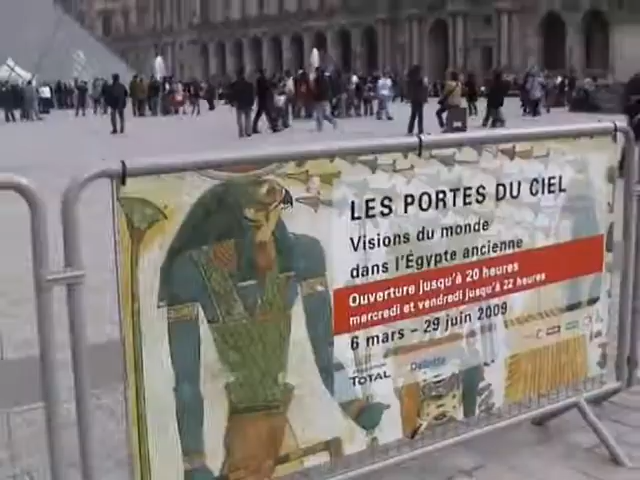 LES PORTES DU CIEL
Visions du monde
dans l'Égypte ancienne
Ouverture jusqu'à 20 heures
mercredi et vendredi jusqu'à 22 heures
6 mars - 29 juin 2009
TOTAL
Deloitte